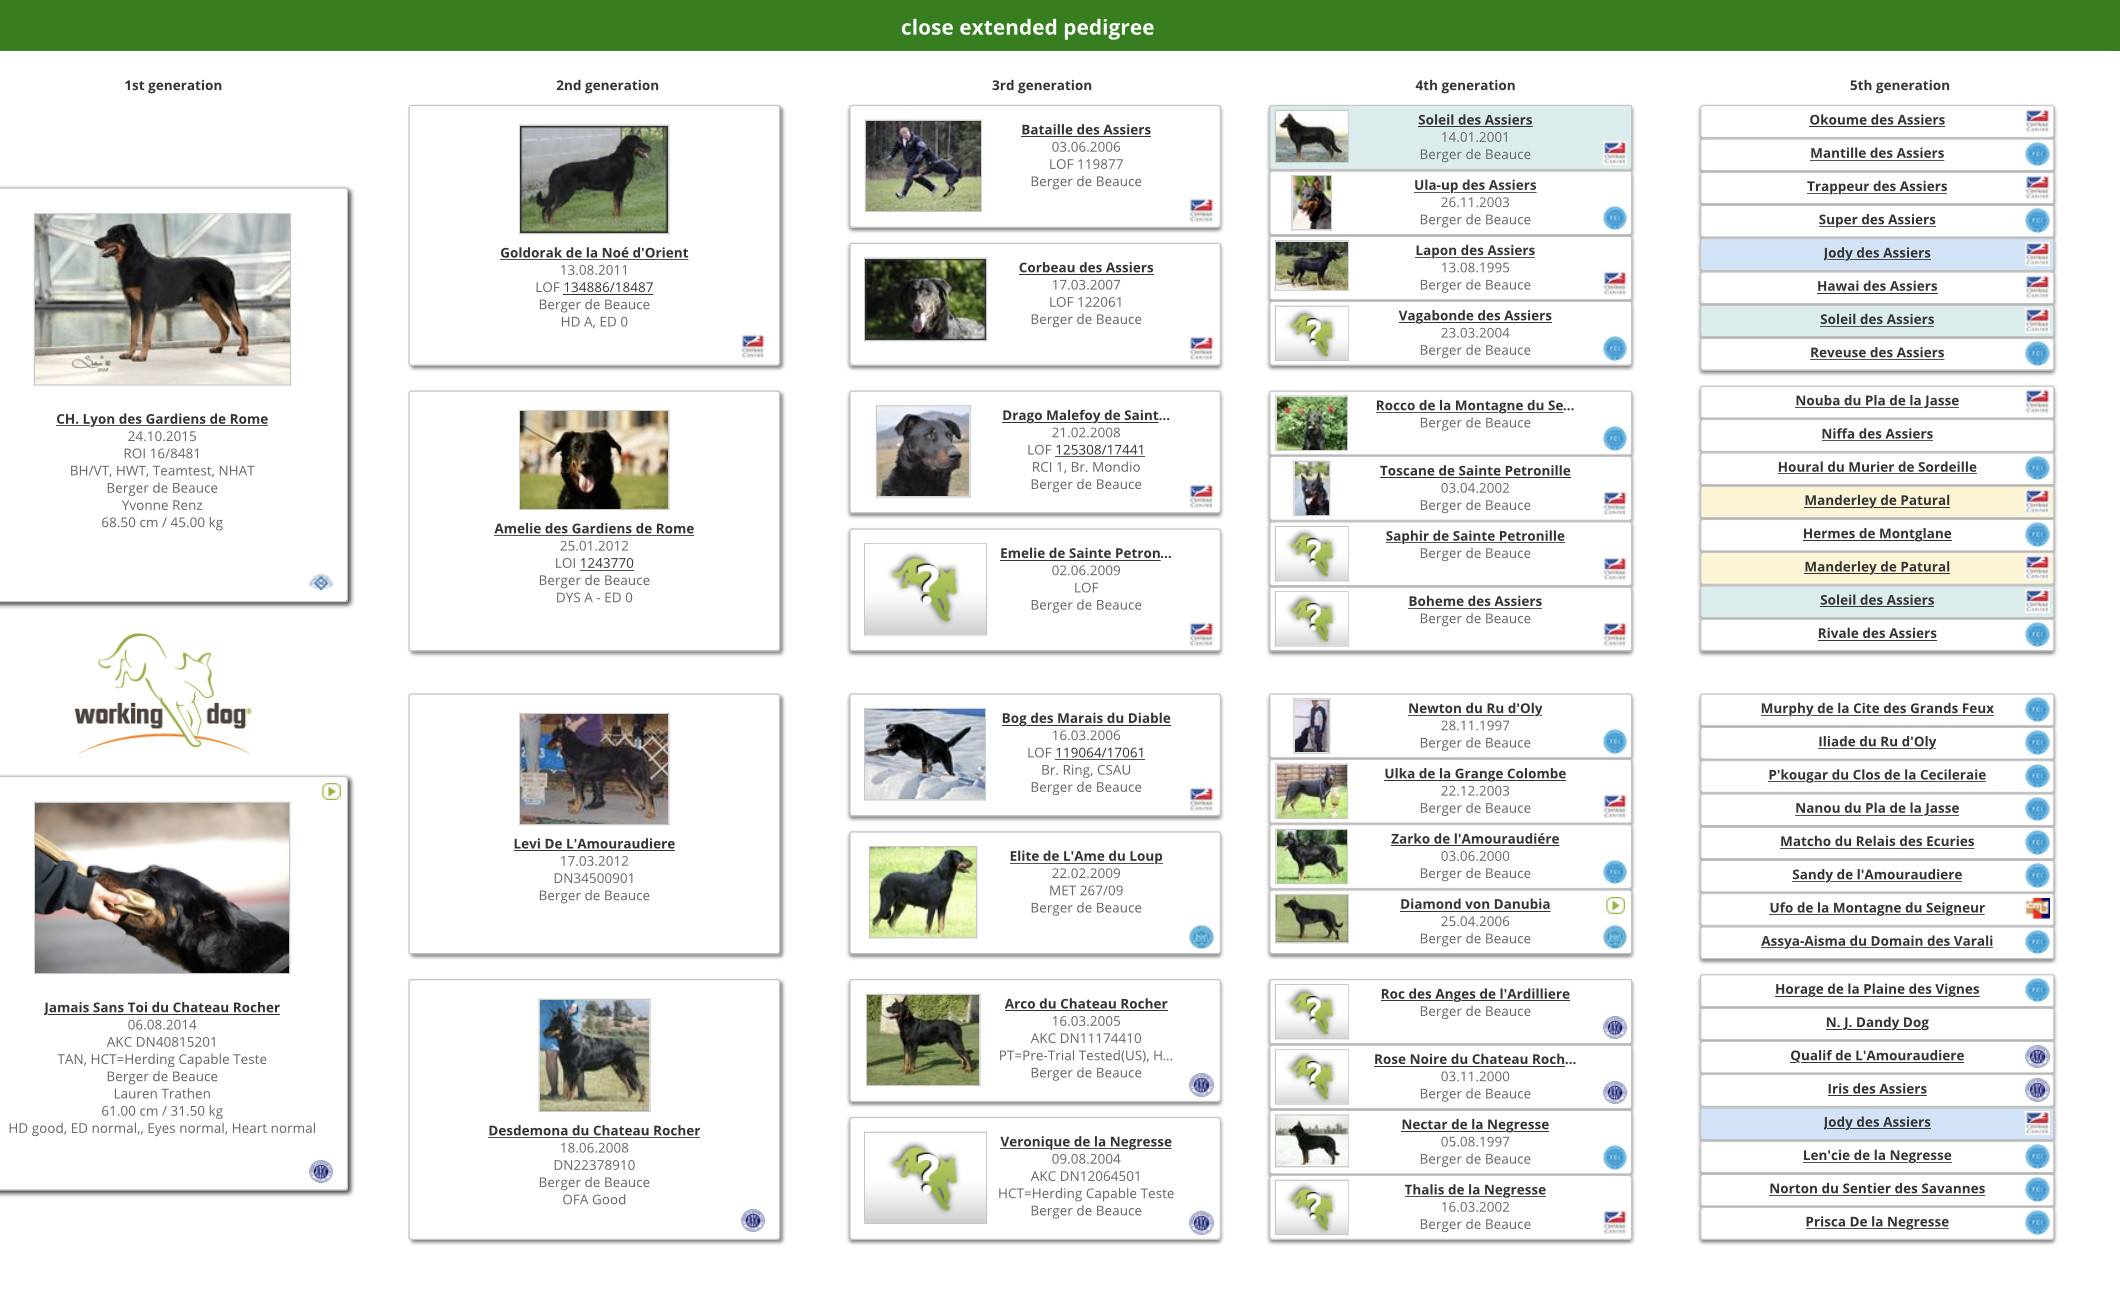 close extended pedigree
1st generation
2nd generation
3rd generation
4th generation
5th generation
CH. Lyon des Gardiens de Rome
24.10.2015
ROI 16/8481
BH/VT, HWT, Teamtest, NHAT
Berger de Beauce
Yvonne Renz
68.50 cm / 45.00 kg
working dog
Jamais Sans Toi du Chateau Rocher
06.08.2014
AKC DN40815201
TAN, HCT=Herding Capable Teste
Berger de Beauce
Lauren Trathen
61.00 cm / 31.50 kg
HD good, ED normal,, Eyes normal, Heart normal
Goldorak de la Noé d'Orient
13.08.2011
LOF 134886/18487
Berger de Beauce
HD A, ED 0
Amelie des Gardiens de Rome
25.01.2012
LOI 1243770
Berger de Beauce
DYS A - ED 0
Levi De L'Amouraudiere
17.03.2012
DN34500901
Berger de Beauce
Desdemona du Chateau Rocher
18.06.2008
DN22378910
Berger de Beauce
OFA Good
Bataille des Assiers
03.06.2006
LOF 119877
Berger de Beauce
Corbeau des Assiers
17.03.2007
LOF 122061
Berger de Beauce
Drago Malefoy de Saint...
21.02.2008
LOF 125308/17441
RCI 1, Br. Mondio
Berger de Beauce
Emelie de Sainte Petron...
02.06.2009
LOF
Berger de Beauce
Bog des Marais du Diable
16.03.2006
LOF 119064/17061
Br. Ring, CSAU
Berger de Beauce
Elite de L'Ame du Loup
22.02.2009
MET 267/09
Berger de Beauce
Arco du Chateau Rocher
16.03.2005
AKC DN11174410
PT=Pre-Trial Tested(US), H...
Berger de Beauce
Veronique de la Negresse
09.08.2004
AKC DN12064501
HCT=Herding Capable Teste
Berger de Beauce
Soleil des Assiers
14.01.2001
Berger de Beauce
Ula-up des Assiers
26.11.2003
Berger de Beauce
Lapon des Assiers
13.08.1995
Berger de Beauce
Vagabonde des Assiers
23.03.2004
Berger de Beauce
Rocco de la Montagne du Se...
Berger de Beauce
Toscane de Sainte Petronille
03.04.2002
Berger de Beauce
Saphir de Sainte Petronille
Berger de Beauce
Boheme des Assiers
Berger de Beauce
Newton du Ru d'Oly
28.11.1997
Berger de Beauce
Ulka de la Grange Colombe
22.12.2003
Berger de Beauce
Zarko de l'Amouraudiére
03.06.2000
Berger de Beauce
Diamond von Danubia
25.04.2006
Berger de Beauce
Roc des Anges de l'Ardilliere
Berger de Beauce
Rose Noire du Chateau Roch...
03.11.2000
Berger de Beauce
Nectar de la Negresse
05.08.1997
Berger de Beauce
Thalis de la Negresse
16.03.2002
Berger de Beauce
Okoume des Assiers
Mantille des Assiers
Trappeur des Assiers
Super des Assiers
Jody des Assiers
Hawai des Assiers
Soleil des Assiers
Reveuse des Assiers
Nouba du Pla de la Jasse
Niffa des Assiers
Houral du Murier de Sordeille
Manderley de Patural
Hermes de Montglane
Manderley de Patural
Soleil des Assiers
Rivale des Assiers
Murphy de la Cite des Grands Feux
Iliade du Ru d'Oly
P'kougar du Clos de la Cecileraie
Nanou du Pla de la Jasse
Matcho du Relais des Ecuries
Sandy de l'Amouraudiere
Ufo de la Montagne du Seigneur
Assya-Aisma du Domain des Varali
Horage de la Plaine des Vignes
N. J. Dandy Dog
Qualif de L'Amouraudiere
Iris des Assiers
Jody des Assiers
Len'cie de la Negresse
Norton du Sentier des Savannes
Prisca De la Negresse